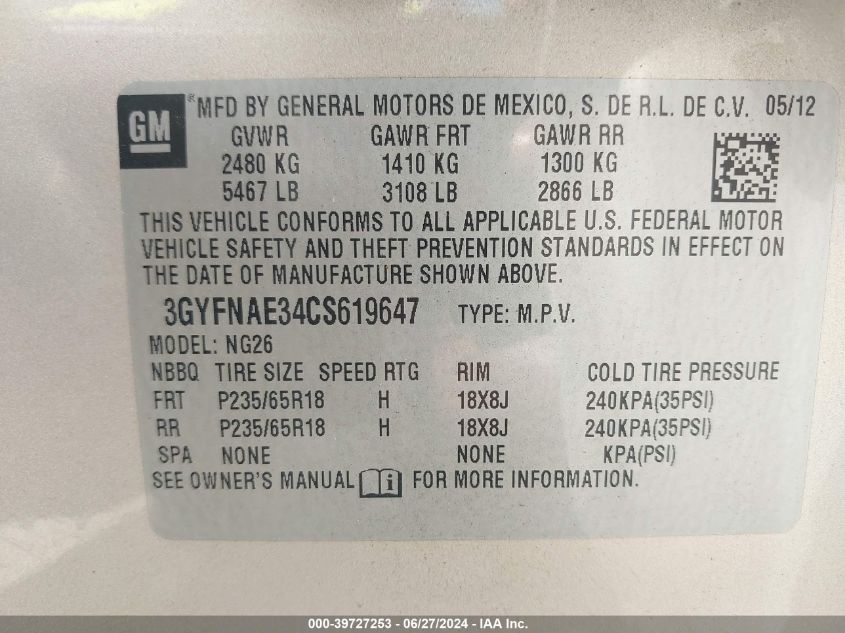 GM ® MFD BY GENERAL MOTORS DE MEXICO, S. DE R.L. DE C.V. 05/12
GVWR GAWR FRT GAWR RR
2480 KG 1410 KG 1300 KG
5467 LB 3108 LB 2866 LB
THIS VEHICLE CONFORMS TO ALL APPLICABLE U.S. FEDERAL MOTOR
VEHICLE SAFETY AND THEFT PREVENTION STANDARDS IN EFFECT ON
THE DATE OF MANUFACTURE SHOWN ABOVE.
3GYFNAE34CS619647 TYPE: M.P.V.
MODEL: NG26
NBBQ TIRE SIZE SPEED RTG RIM COLD TIRE PRESSURE
FRT P235/65R18 H 18X8J 240KPA(35PSI)
RR P235/65R18 H 18X8J 240KPA(35PSI)
SPA NONE NONE KPA(PSI)
SEE OWNER'S MANUAL i FOR MORE INFORMATION.
000-39727253 - 06/27/2024 - IAA Inc.